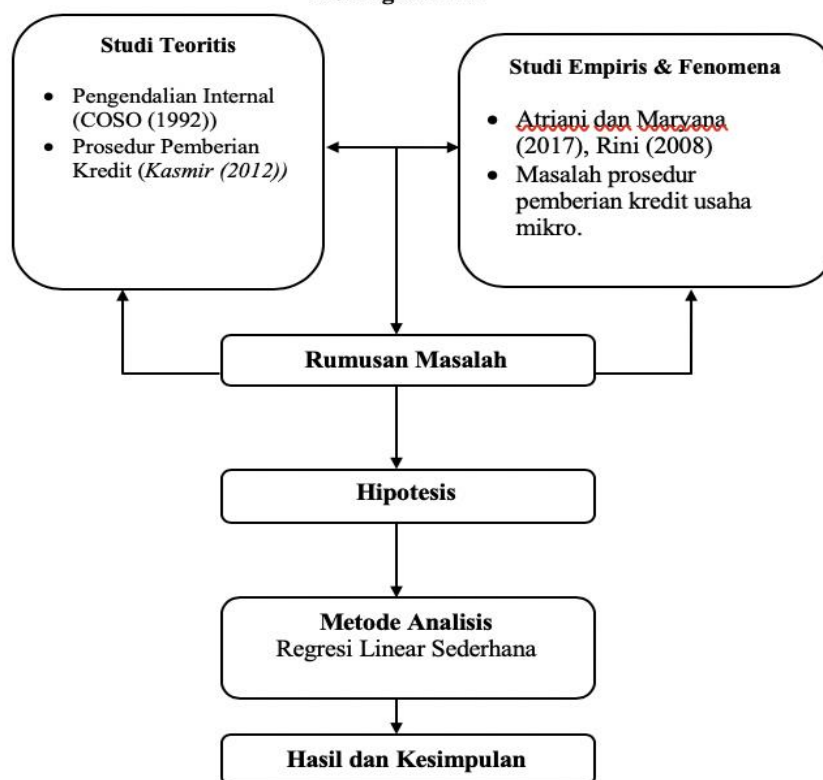 Studi Teoritis
• Pengendalian Internal
(COSO (1992))
• Prosedur Pemberian
Kredit (Kasmir (2012))
Studi Empiris & Fenomena
• Atriani dan Maryana
(2017), Rini (2008)
• Masalah prosedur
pemberian kredit usaha
mikro.
Rumusan Masalah
Hipotesis
Metode Analisis
Regresi Linear Sederhana
Hasil dan Kesimpulan